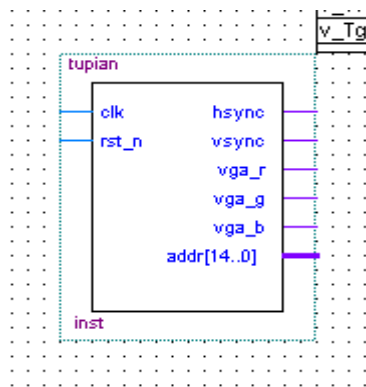 v_Tg
tupian
clk hsync
rst_n vsync
vga_r
vga_g
vga_b
addr[14..0]
inst